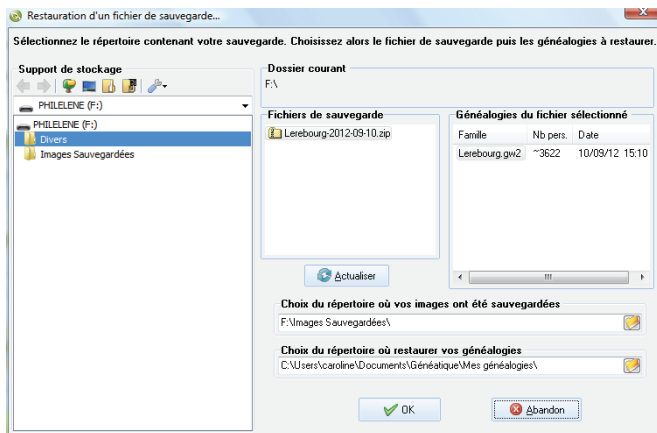 Restauration d'un fichier de sauvegarde...
Sélectionnez le répertoire contenant votre sauvegarde. Choisissez alors le fichier de sauvegarde puis les généalogies à restaurer.
Support de stockage
PHILELENE (F:)
PHILELENE (F:)
Divers
Images Sauvegardées
Dossier courant
F:\
Fichiers de sauvegarde
Lerebourg-2012-09-10.zip
Actualiser
Généalogies du fichier sélectionné
Famille Nb pers. Date
Lerebourg.gw2 ~3622 10/09/12 15:10
Choix du répertoire où vos images ont été sauvegardées
F:\Images Sauvegardées\
Choix du répertoire où restaurer vos généalogies
C:\Users\caroline\Documents\Généatique\Mes généalogies\
OK
Abandon